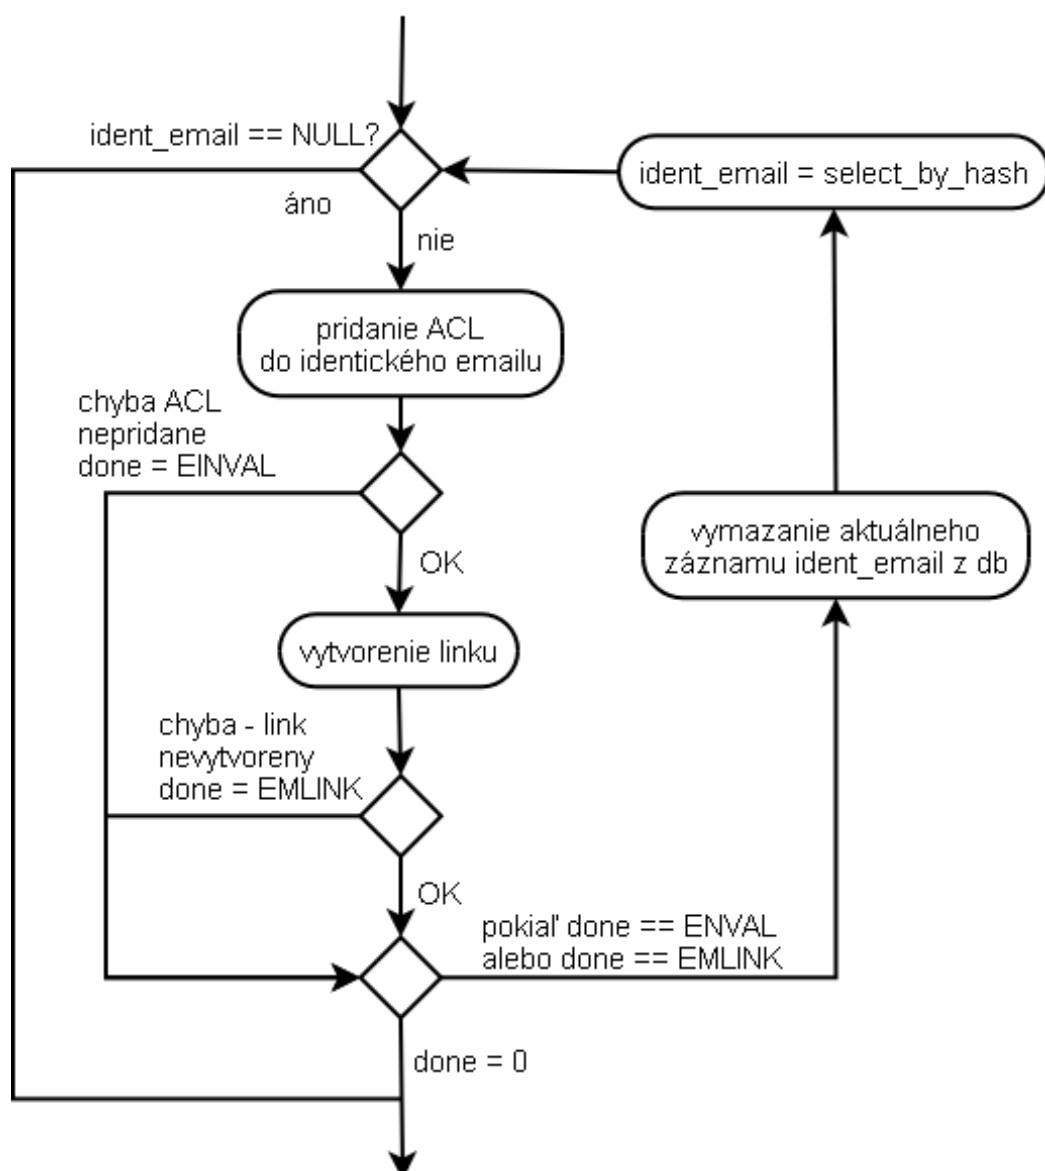 ident_email == NULL?
ident_email = select_by_hash
áno
nie
pridanie ACL
do identického emailu
chyba ACL
nepridane
done = EINVAL
vymazanie aktuálneho
záznamu ident_email z db
OK
vytvorenie linku
chyba - link
nevytvoreny
done = EMLINK
OK
pokiaľ done == ENVAL
alebo done == EMLINK
done = 0